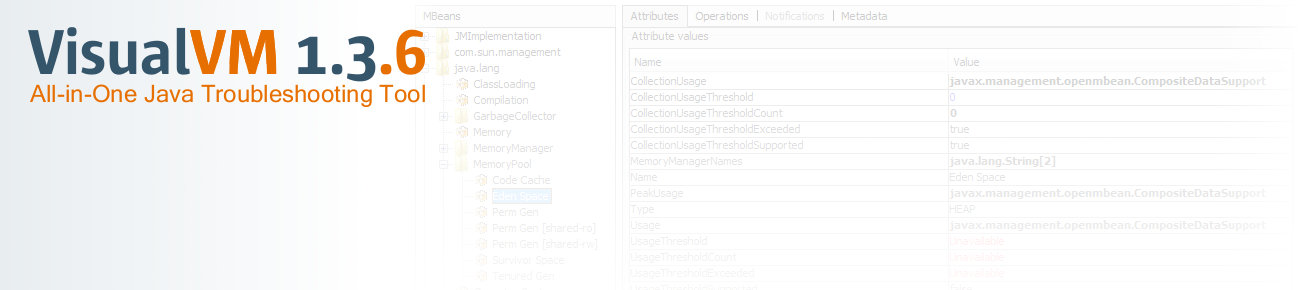 VisualVM 1.3.6
All-in-One Java Troubleshooting Tool
MBeans
JMImplementation
com.sun.management
java.lang
ClassLoading
Compilation
GarbageCollector
Memory
MemoryManager
MemoryPool
Code Cache
Eden Space
Perm Gen
Perm Gen [shared-ro]
Perm Gen [shared-rw]
Survivor Space
Tenured Gen
Attributes Operations Notifications Metadata
Attribute values
Name Value
CollectionUsage javax.management.openmbean.CompositeDataSupport
CollectionUsageThreshold 0
CollectionUsageThresholdCount 0
CollectionUsageThresholdExceeded true
CollectionUsageThresholdSupported true
MemoryManagerNames java.lang.String[2]
Name Eden Space
PeakUsage javax.management.openmbean.CompositeDataSupport
Type HEAP
Usage javax.management.openmbean.CompositeDataSupport
UsageThreshold Unavailable
UsageThresholdCount Unavailable
UsageThresholdExceeded Unavailable
UsageThresholdSupported false